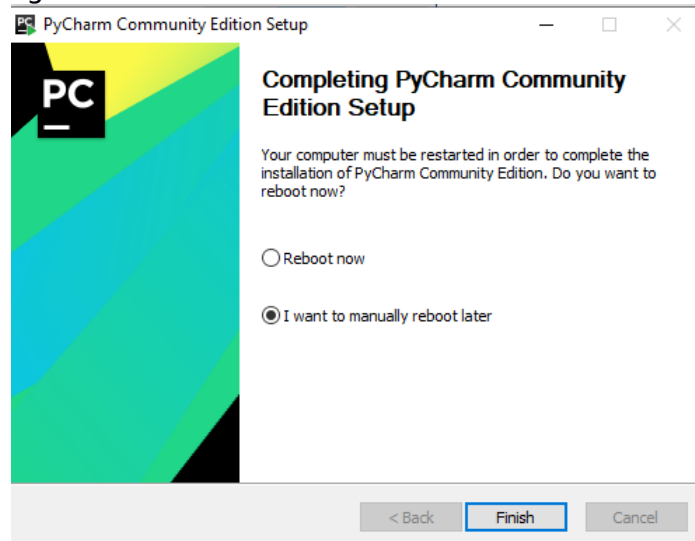 PyCharm Community Edition Setup
PC
Completing PyCharm Community
Edition Setup
Your computer must be restarted in order to complete the
installation of PyCharm Community Edition. Do you want to
reboot now?
Reboot now
I want to manually reboot later
< Back
Finish
Cancel